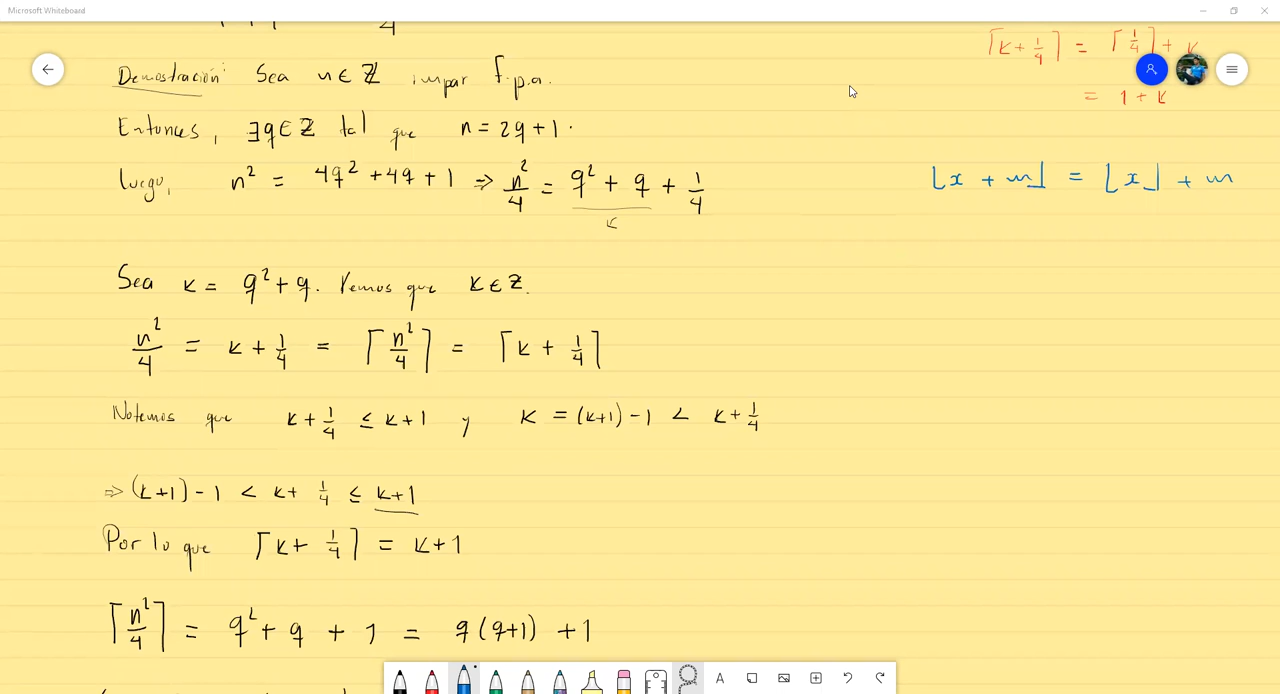 Microsoft Whiteboard
4
⌈k + 1/4⌉ = ⌈1/4⌉ + k
= 1 + k
Demostración: Sea n ∈ Z impar f.p.a.
Entonces, ∃q∈Z tal que n = 2q+1.
luego, n² = 4q² + 4q + 1 => n²/4 = q² + q + 1/4
k
⌊x + m⌋ = ⌊x⌋ + m
Sea k = q² + q. Vemos que k ∈ Z.
n²/4 = k + 1/4 = ⌈n²/4⌉ = ⌈k + 1/4⌉
Notemos que k + 1/4 ≤ k+1 y k = (k+1)-1 < k + 1/4
=> (k+1)-1 < k + 1/4 ≤ k+1
Por lo que ⌈k + 1/4⌉ = k+1
⌈n²/4⌉ = q² + q + 1 = q(q+1) + 1
A